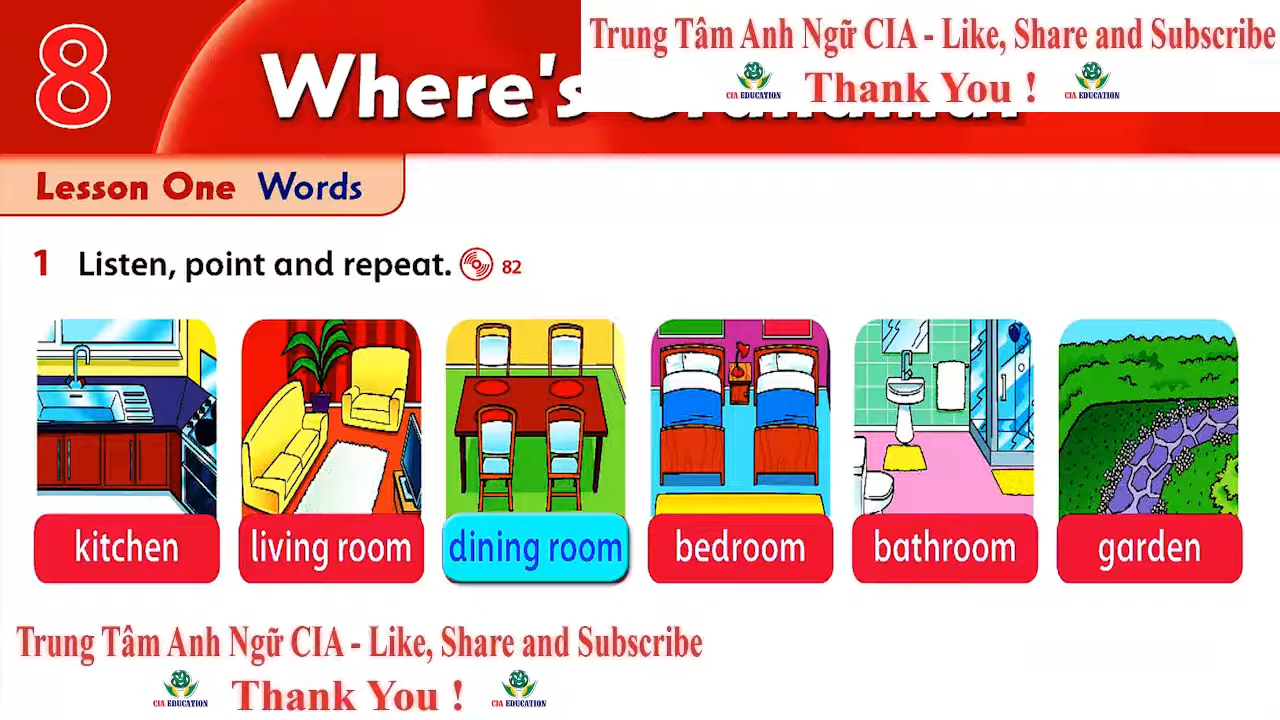 8
Where's
Trung Tâm Anh Ngữ CIA - Like, Share and Subscribe
CIA EDUCATION Thank You ! CIA EDUCATION
Lesson One Words
1 Listen, point and repeat. 82
kitchen living room dining room bedroom bathroom garden
Trung Tâm Anh Ngữ CIA - Like, Share and Subscribe
CIA EDUCATION Thank You ! CIA EDUCATION